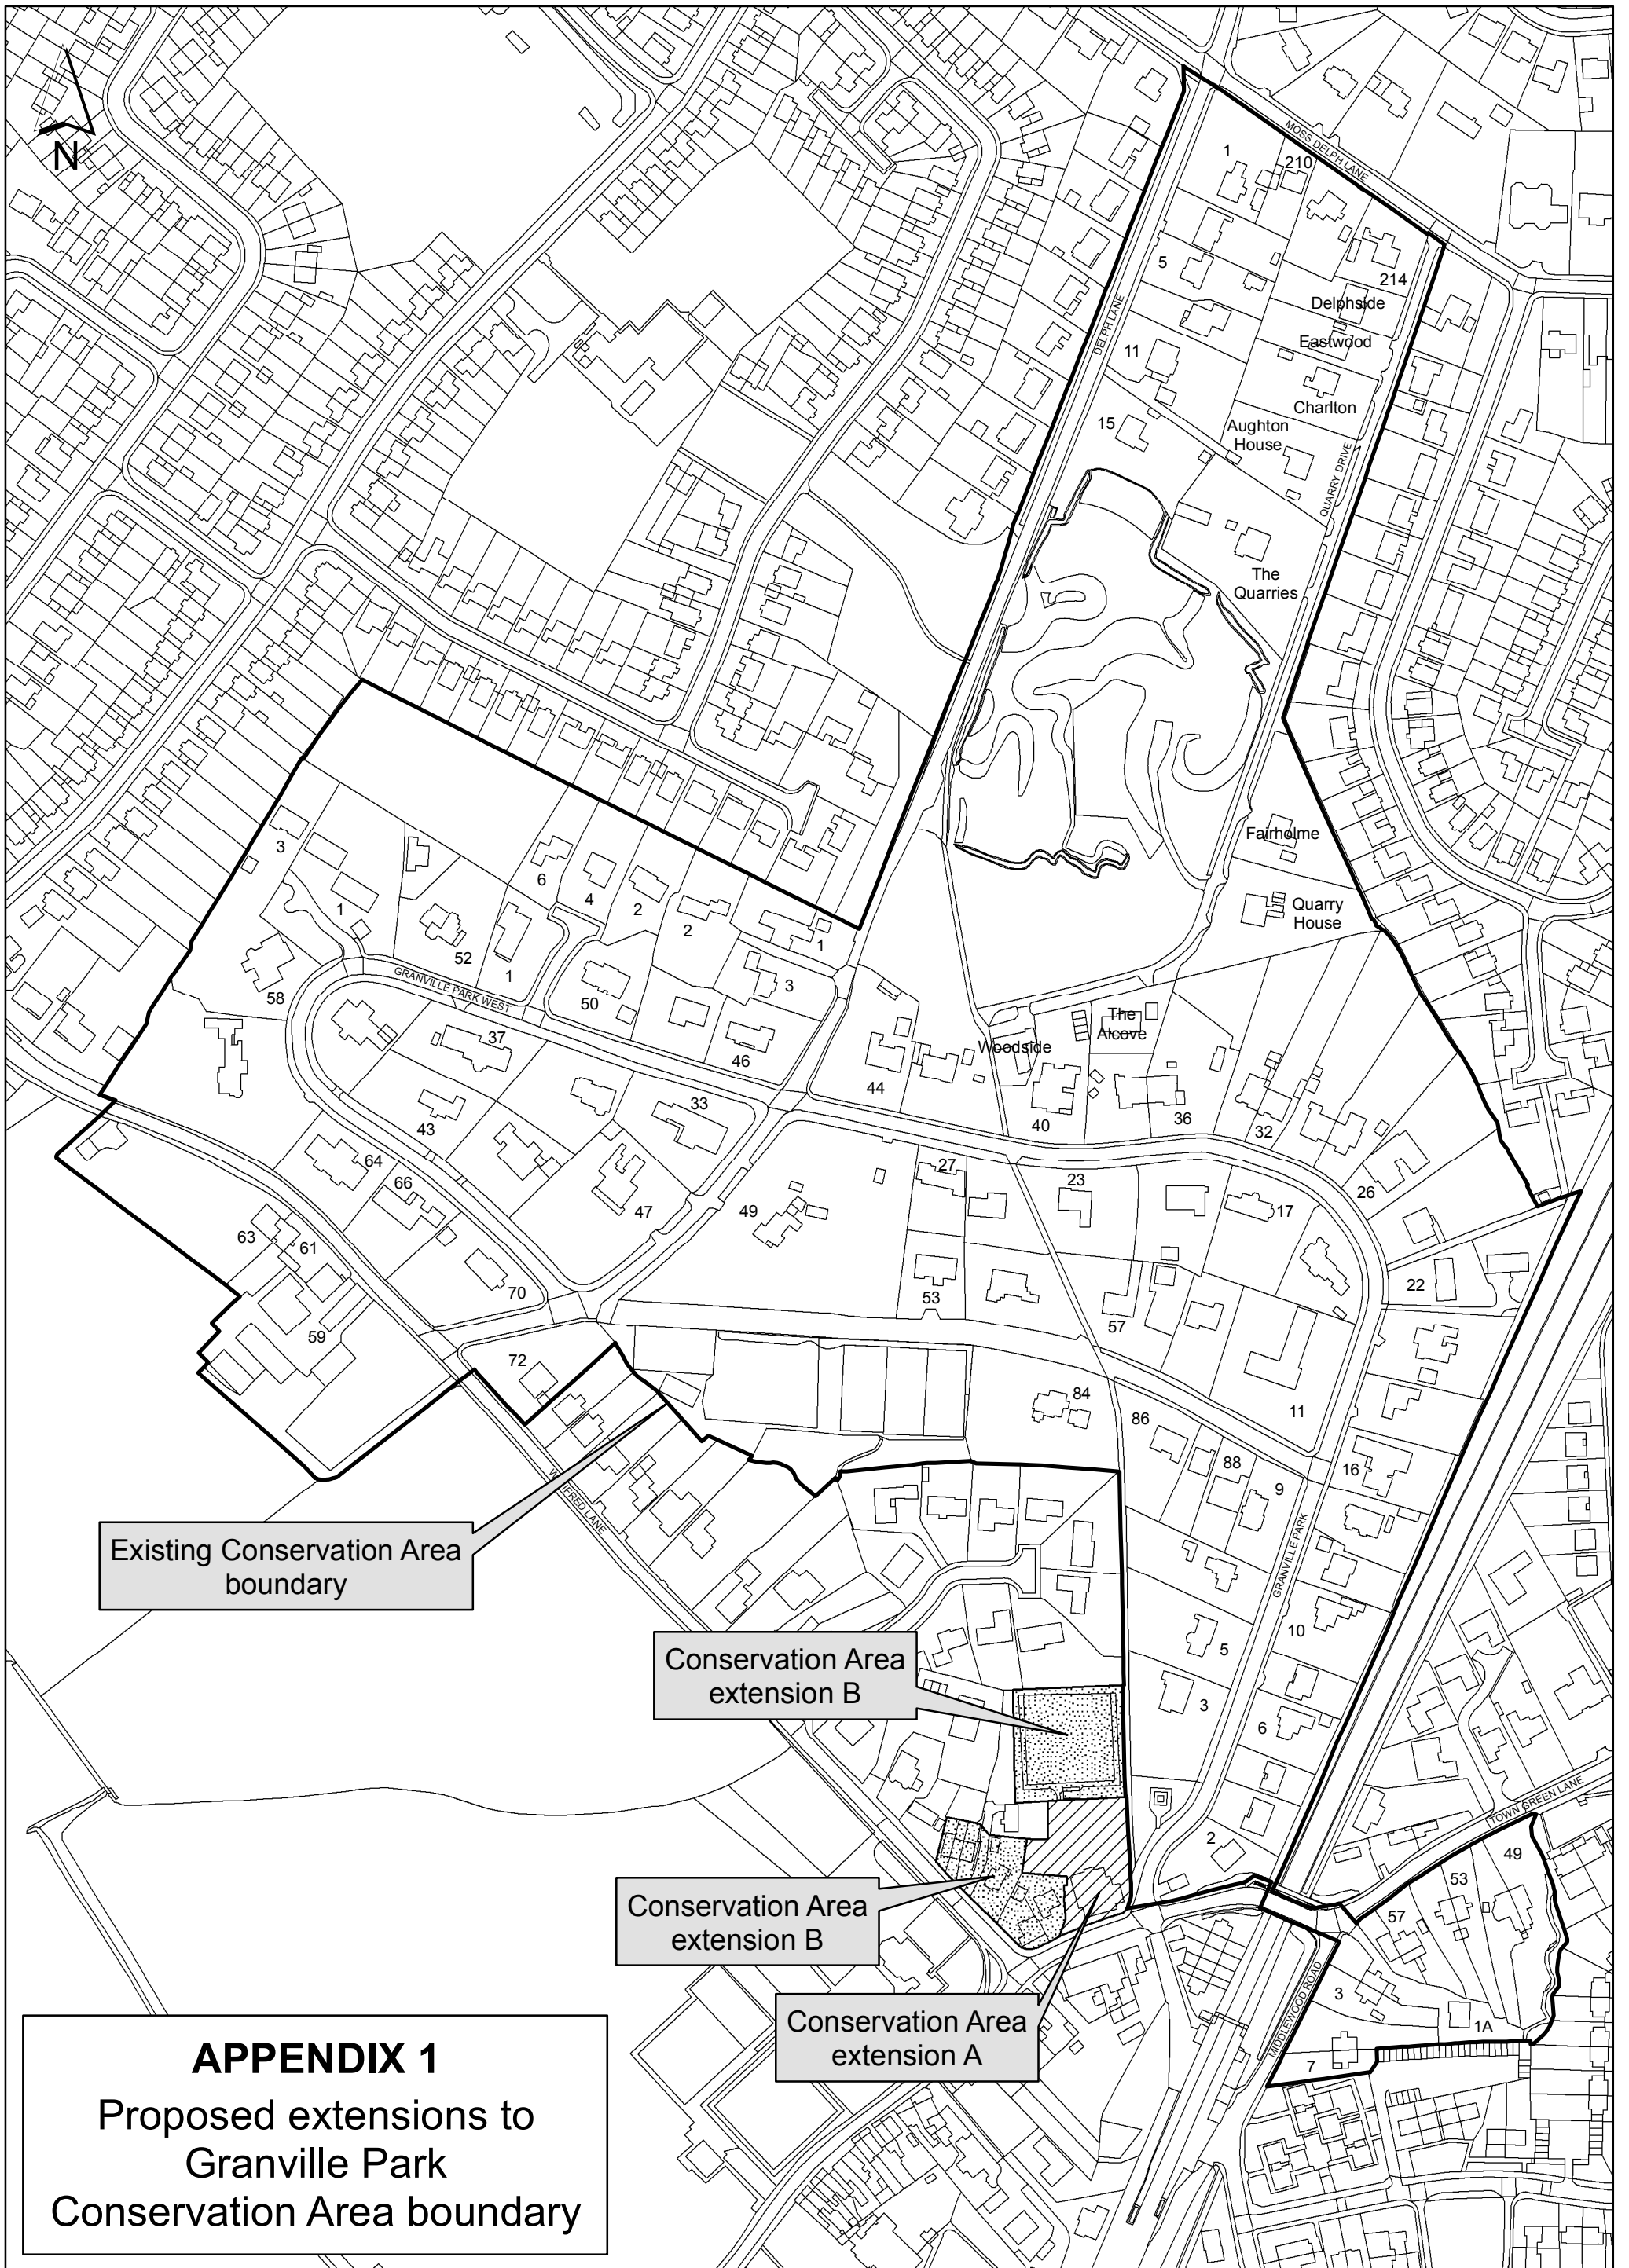 N
MOSS DELPH LANE
1
210
5
214
Delphside
DELPH LANE
Eastwood
11
Charlton
15
Aughton
House
QUARRY DRIVE
The
Quarries
3
Fairholme
6
4
2
1
Quarry
House
2
52
1
1
58
GRANVILLE PARK WEST
50
3
The
Alcove
37
Woodside
46
44
33
36
43
40
32
64
27
23
26
66
47
49
17
63
61
22
70
53
59
57
72
84
86
11
88
16
9
W
IFRED LANE
Existing Conservation Area
boundary
GRANVILLE PARK
10
Conservation Area
extension B
5
3
6
TOWN GREEN LANE
2
49
53
Conservation Area
extension B
57
MIDDLEWOOD ROAD
3
Conservation Area
extension A
1A
7
APPENDIX 1
Proposed extensions to
Granville Park
Conservation Area boundary